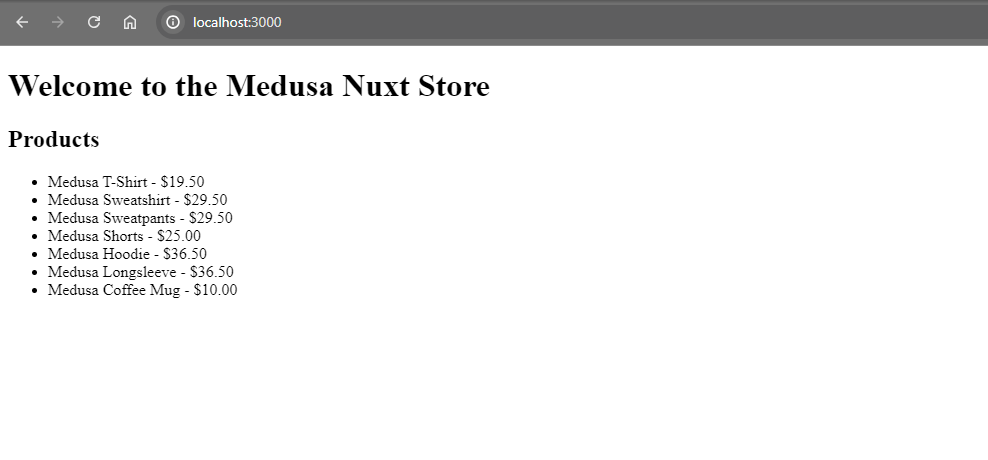 localhost:3000
Welcome to the Medusa Nuxt Store
Products
Medusa T-Shirt - $19.50
Medusa Sweatshirt - $29.50
Medusa Sweatpants - $29.50
Medusa Shorts - $25.00
Medusa Hoodie - $36.50
Medusa Longsleeve - $36.50
Medusa Coffee Mug - $10.00